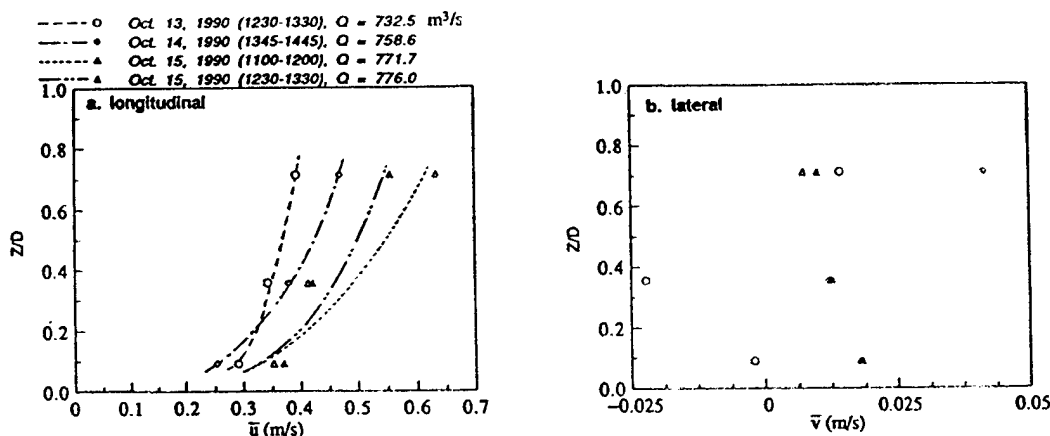 Oct. 13, 1990 (1230-1330), Q = 732.5 m³/s
Oct. 14, 1990 (1345-1445), Q = 758.6
Oct. 15, 1990 (1100-1200), Q = 771.7
Oct. 15, 1990 (1230-1330), Q = 776.0
a. longitudinal
1.0
0.8
0.6
0.4
0.2
0.0
Z/D
0
0.1
0.2
0.3
0.4
0.5
0.6
0.7
u̅ (m/s)
b. lateral
1.0
0.8
0.6
0.4
0.2
0.0
Z/D
-0.025
0
0.025
0.05
v̅ (m/s)